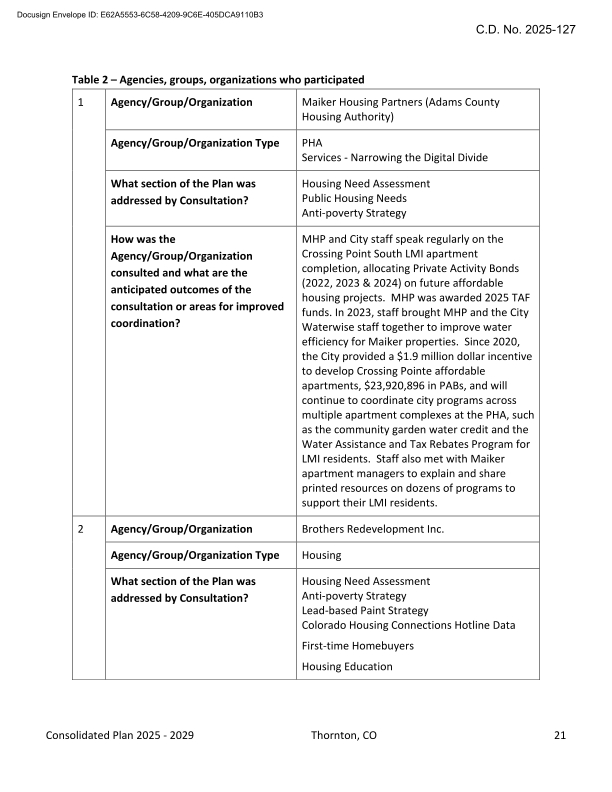 Docusign Envelope ID: E62A5553-6C58-4209-9C6E-405DCA9110B3
C.D. No. 2025-127
Table 2 – Agencies, groups, organizations who participated
1
Agency/Group/Organization
Maiker Housing Partners (Adams County
Housing Authority)
Agency/Group/Organization Type
PHA
Services - Narrowing the Digital Divide
What section of the Plan was
addressed by Consultation?
Housing Need Assessment
Public Housing Needs
Anti-poverty Strategy
How was the
Agency/Group/Organization
consulted and what are the
anticipated outcomes of the
consultation or areas for improved
coordination?
MHP and City staff speak regularly on the
Crossing Point South LMI apartment
completion, allocating Private Activity Bonds
(2022, 2023 & 2024) on future affordable
housing projects.  MHP was awarded 2025 TAF
funds. In 2023, staff brought MHP and the City
Waterwise staff together to improve water
efficiency for Maiker properties.  Since 2020,
the City provided a $1.9 million dollar incentive
to develop Crossing Pointe affordable
apartments, $23,920,896 in PABs, and will
continue to coordinate city programs across
multiple apartment complexes at the PHA, such
as the community garden water credit and the
Water Assistance and Tax Rebates Program for
LMI residents.  Staff also met with Maiker
apartment managers to explain and share
printed resources on dozens of programs to
support their LMI residents.
2
Agency/Group/Organization
Brothers Redevelopment Inc.
Agency/Group/Organization Type
Housing
What section of the Plan was
addressed by Consultation?
Housing Need Assessment
Anti-poverty Strategy
Lead-based Paint Strategy
Colorado Housing Connections Hotline Data
First-time Homebuyers
Housing Education
Consolidated Plan 2025 - 2029
Thornton, CO
21